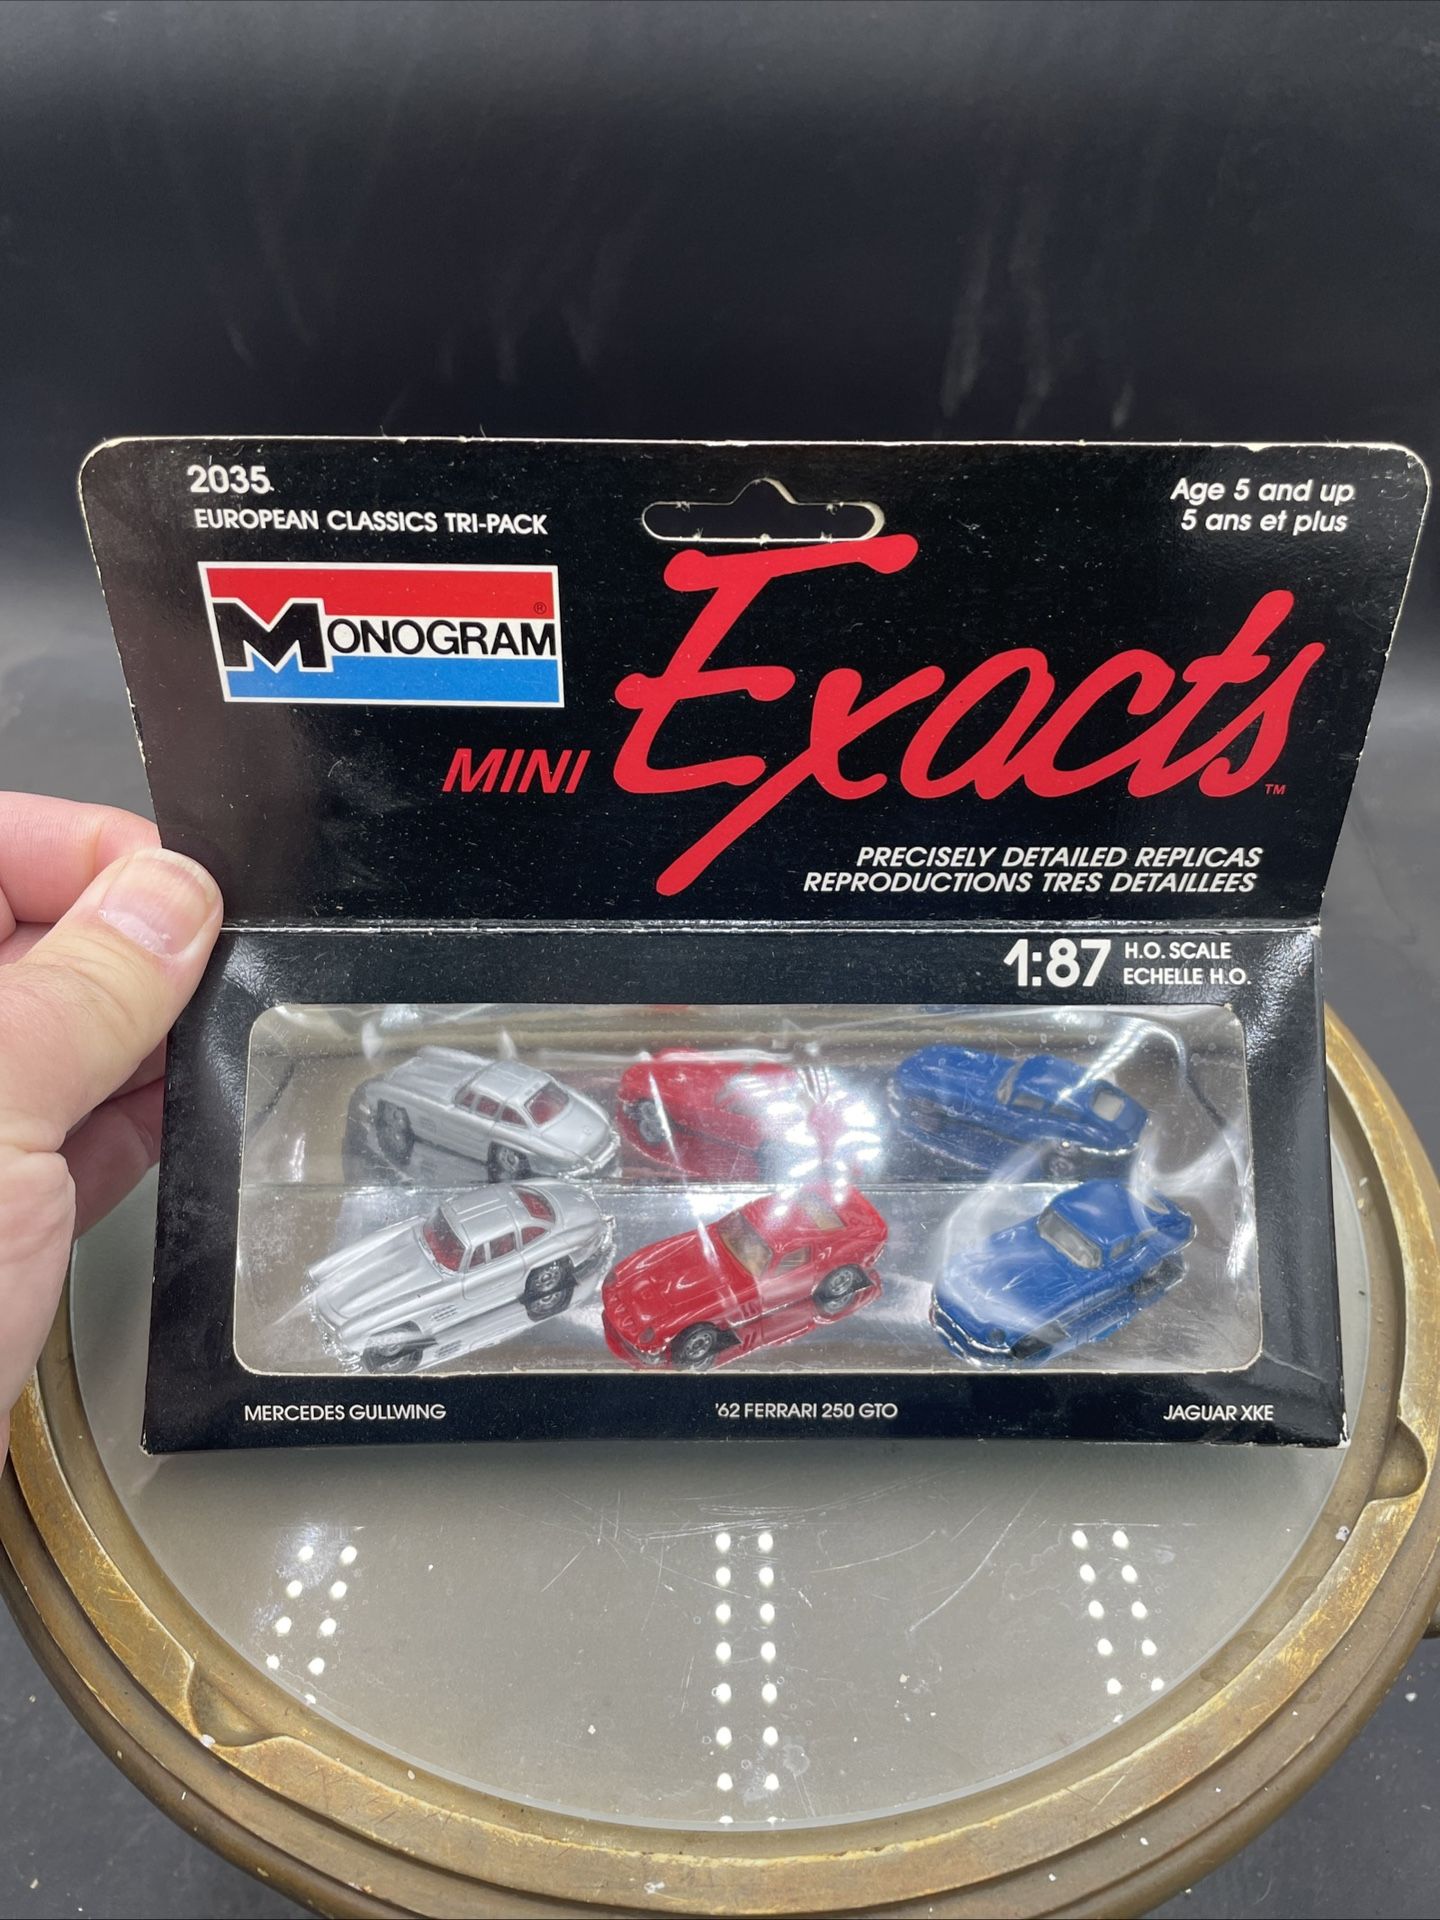 2035
EUROPEAN CLASSICS TRI-PACK
Age 5 and up
5 ans et plus
MONOGRAM®
MINI Exacts™
PRECISELY DETAILED REPLICAS
REPRODUCTIONS TRES DETAILLEES
1:87 H.O. SCALE
ECHELLE H.O.
MERCEDES GULLWING
'62 FERRARI 250 GTO
JAGUAR XKE